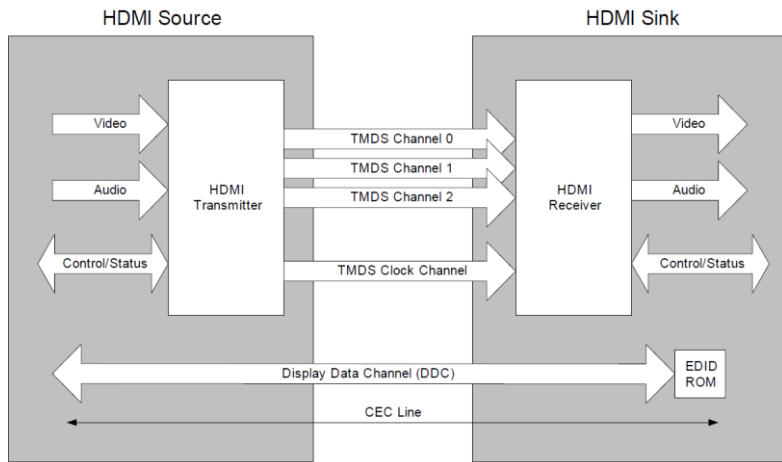 HDMI Source
HDMI Sink
Video
TMDS Channel 0
Video
TMDS Channel 1
Audio
HDMI
Transmitter
TMDS Channel 2
HDMI
Receiver
Audio
Control/Status
TMDS Clock Channel
Control/Status
Display Data Channel (DDC)
EDID
ROM
CEC Line